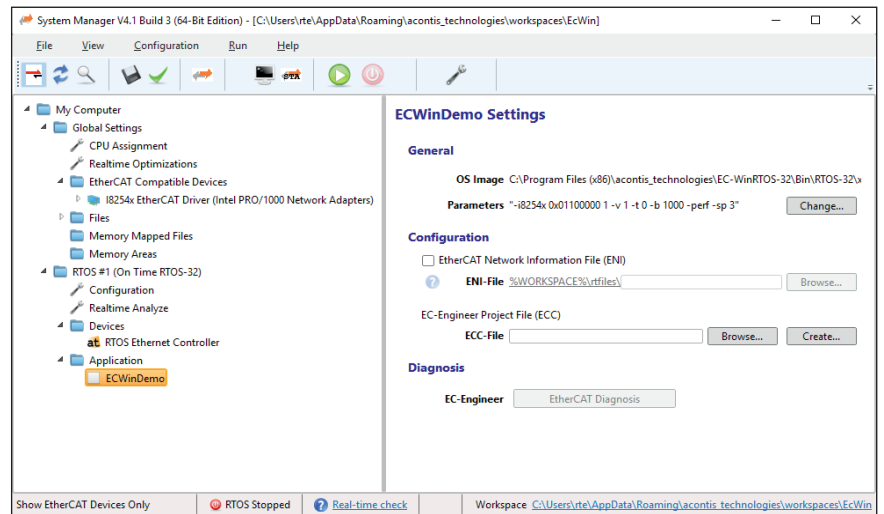 System Manager V4.1 Build 3 (64-Bit Edition) - [C:\Users\rte\AppData\Roaming\acontis_technologies\workspaces\EcWin]
File View Configuration Run Help
My Computer
Global Settings
CPU Assignment
Realtime Optimizations
EtherCAT Compatible Devices
I8254x EtherCAT Driver (Intel PRO/1000 Network Adapters)
Files
Memory Mapped Files
Memory Areas
RTOS #1 (On Time RTOS-32)
Configuration
Realtime Analyze
Devices
at RTOS Ethernet Controller
Application
ECWinDemo
ECWinDemo Settings
General
OS Image C:\Program Files (x86)\acontis_technologies\EC-WinRTOS-32\Bin\RTOS-32\x
Parameters "-i8254x 0x01100000 1 -v 1 -t 0 -b 1000 -perf -sp 3" Change...
Configuration
EtherCAT Network Information File (ENI)
? ENI-File %WORKSPACE%\rtfiles\ Browse...
EC-Engineer Project File (ECC)
ECC-File Browse... Create...
Diagnosis
EC-Engineer EtherCAT Diagnosis
Show EtherCAT Devices Only RTOS Stopped ? Real-time check Workspace C:\Users\rte\AppData\Roaming\acontis_technologies\workspaces\EcWin